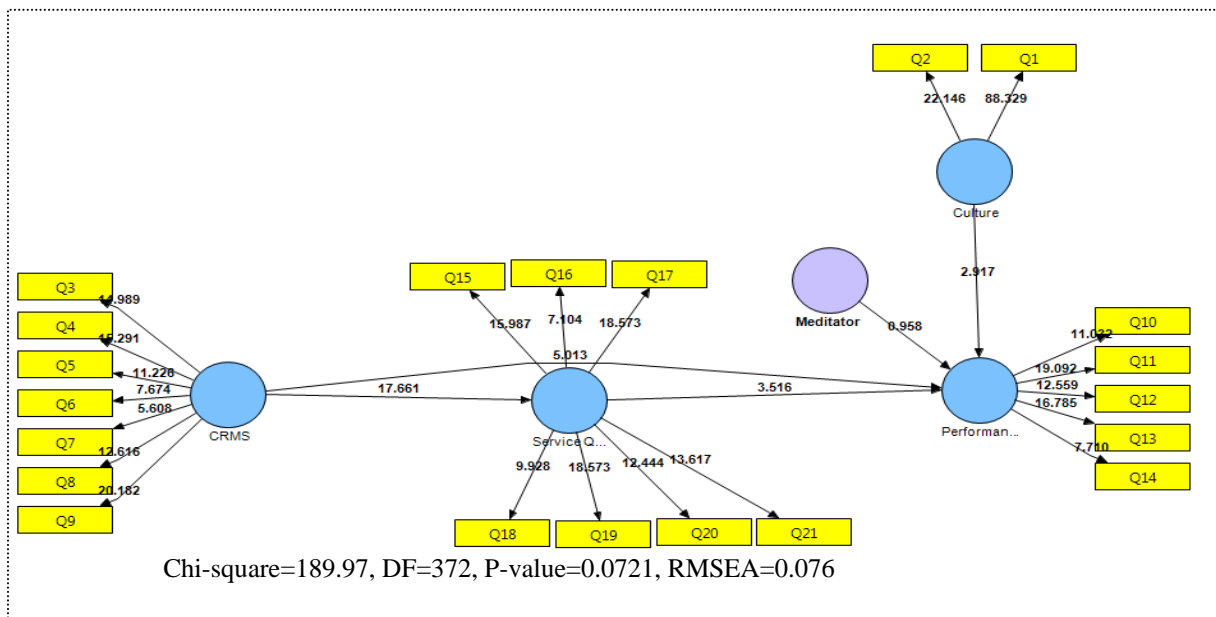 Q2
Q1
22.146
88.329
Culture
2.917
Q15
Q16
Q17
15.987
7.104
18.573
Meditator
0.958
Q3
Q4
Q5
Q6
Q7
Q8
Q9
15.291
11.226
7.674
5.608
12.616
20.182
CRMS
5.013
17.661
3.516
Service Q...
9.928
18.573
12.444
13.617
Q18
Q19
Q20
Q21
Performan...
19.092
12.559
16.785
7.710
Q10
Q11
Q12
Q13
Q14
Chi-square=189.97, DF=372, P-value=0.0721, RMSEA=0.076